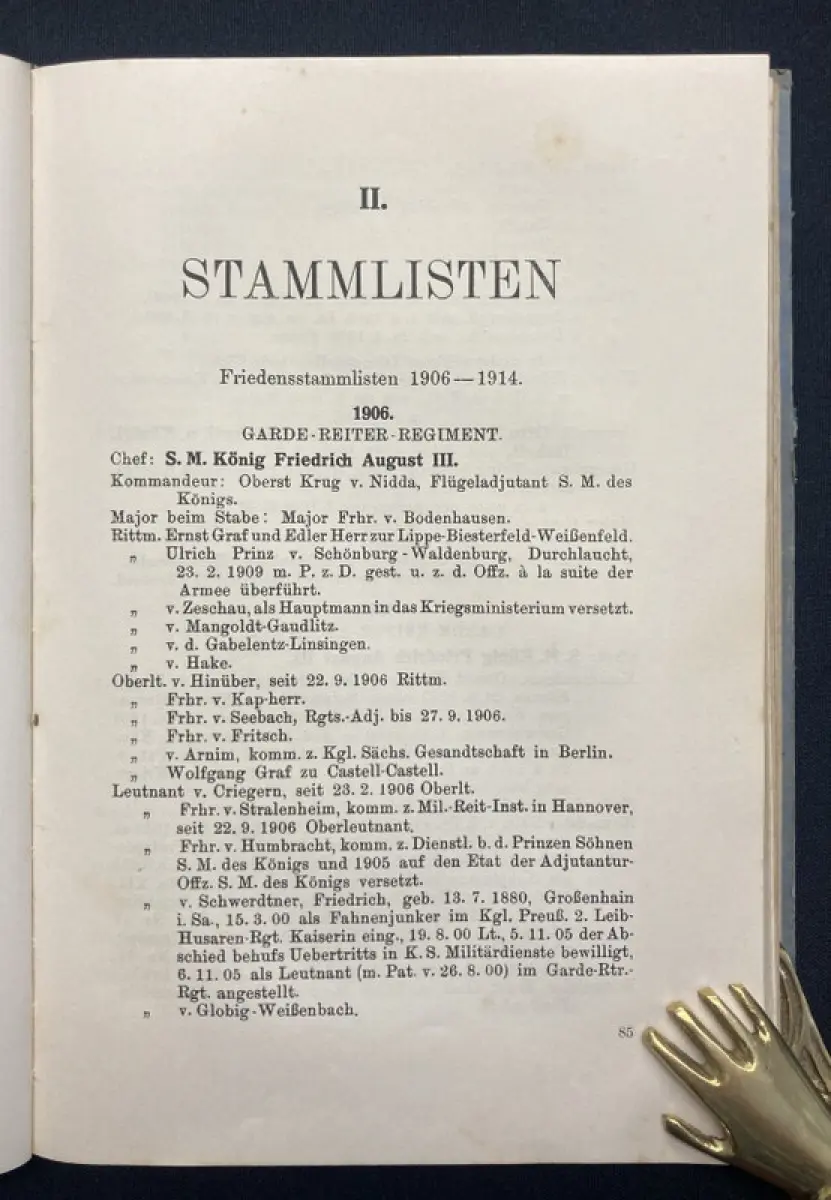 II.
STAMMLISTEN
Friedensstammlisten 1906—1914.
1906.
GARDE-REITER-REGIMENT.
Chef: S. M. König Friedrich August III.
Kommandeur: Oberst Krug v. Nidda, Flügeladjutant S. M. des
Königs.
Major beim Stabe: Major Frhr. v. Bodenhausen.
Rittm. Ernst Graf und Edler Herr zur Lippe-Biesterfeld-Weißenfeld.
„ Ulrich Prinz v. Schönburg-Waldenburg, Durchlaucht,
23. 2. 1909 m. P. z. D. gest. u. z. d. Offz. à la suite der
Armee überführt.
„ v. Zeschau, als Hauptmann in das Kriegsministerium versetzt.
„ v. Mangoldt-Gaudlitz.
„ v. d. Gabelentz-Linsingen.
„ v. Hake.
Oberlt. v. Hinüber, seit 22. 9. 1906 Rittm.
„ Frhr. v. Kap-herr.
„ Frhr. v. Seebach, Rgts.-Adj. bis 27. 9. 1906.
„ Frhr. v. Fritsch.
„ v. Arnim, komm. z. Kgl. Sächs. Gesandtschaft in Berlin.
„ Wolfgang Graf zu Castell-Castell.
Leutnant v. Criegern, seit 23. 2. 1906 Oberlt.
„ Frhr. v. Stralenheim, komm. z. Mil.-Reit-Inst. in Hannover,
seit 22. 9. 1906 Oberleutnant.
„ Frhr. v. Humbracht, komm. z. Dienstl. b. d. Prinzen Söhnen
S. M. des Königs und 1905 auf den Etat der Adjutantur-
Offz. S. M. des Königs versetzt.
„ v. Schwerdtner, Friedrich, geb. 13. 7. 1880, Großenhain
i. Sa., 15. 3. 00 als Fahnenjunker im Kgl. Preuß. 2. Leib-
Husaren-Rgt. Kaiserin eing., 19. 8. 00 Lt., 5. 11. 05 der Ab-
schied behufs Uebertritts in K. S. Militärdienste bewilligt,
6. 11. 05 als Leutnant (m. Pat. v. 26. 8. 00) im Garde-Rtr.-
Rgt. angestellt.
„ v. Globig-Weißenbach.
85